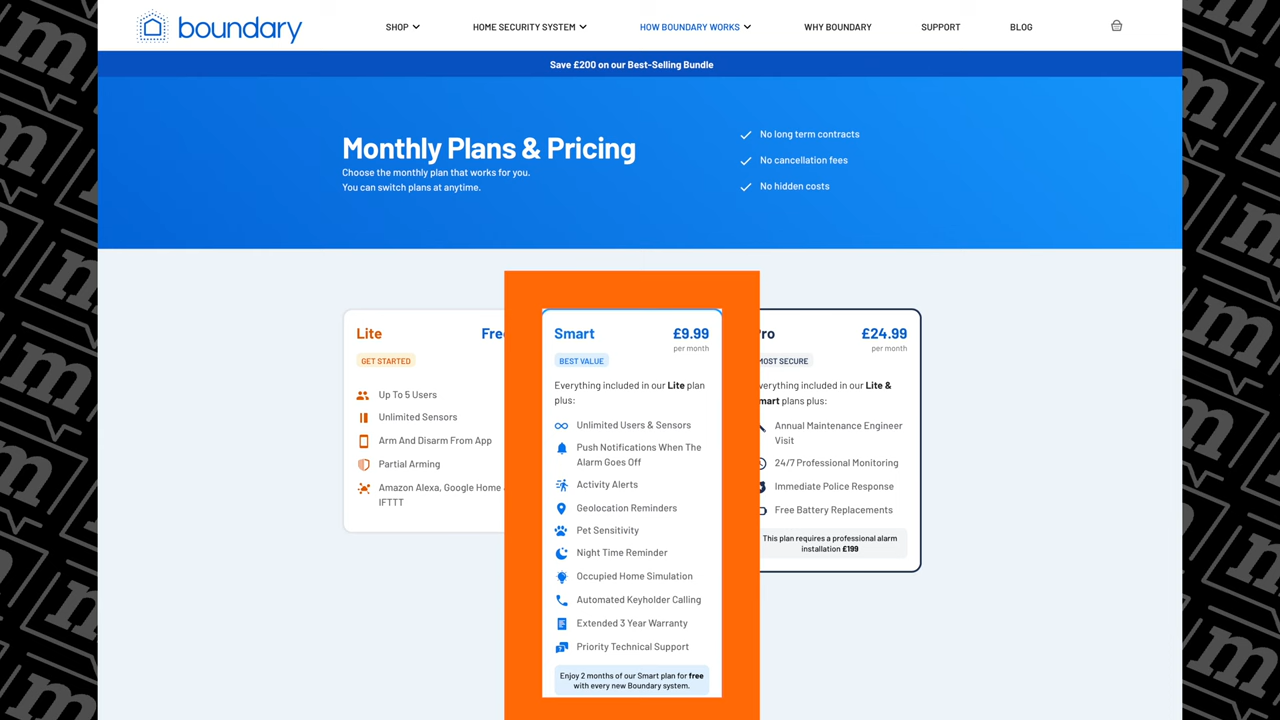 boundary
SHOP
HOME SECURITY SYSTEM
HOW BOUNDARY WORKS
WHY BOUNDARY
SUPPORT
BLOG
Save £200 on our Best-Selling Bundle
Monthly Plans & Pricing
Choose the monthly plan that works for you.
You can switch plans at anytime.
No long term contracts
No cancellation fees
No hidden costs
Lite
Free
GET STARTED
Up To 5 Users
Unlimited Sensors
Arm And Disarm From App
Partial Arming
Amazon Alexa, Google Home
IFTTT
Smart
£9.99
per month
BEST VALUE
Everything included in our Lite plan
plus:
Unlimited Users & Sensors
Push Notifications When The
Alarm Goes Off
Activity Alerts
Geolocation Reminders
Pet Sensitivity
Night Time Reminder
Occupied Home Simulation
Automated Keyholder Calling
Extended 3 Year Warranty
Priority Technical Support
Enjoy 2 months of our Smart plan for free
with every new Boundary system.
ro
£24.99
per month
MOST SECURE
verything included in our Lite &
mart plans plus:
Annual Maintenance Engineer
Visit
24/7 Professional Monitoring
Immediate Police Response
Free Battery Replacements
This plan requires a professional alarm
installation £199